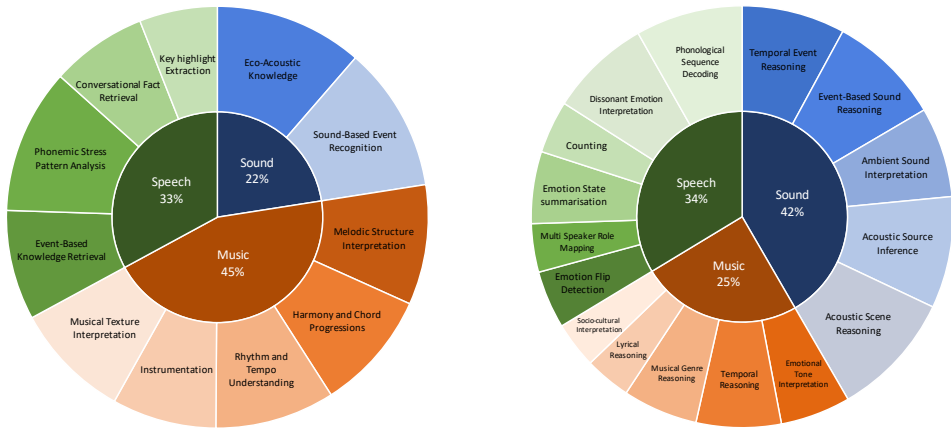 Key highlight
Extraction
Eco-Acoustic
Knowledge
Conversational Fact
Retrieval
Sound-Based Event
Recognition
Phonemic Stress
Pattern Analysis
Speech
33%
Sound
22%
Event-Based
Knowledge Retrieval
Music
45%
Melodic Structure
Interpretation
Musical Texture
Interpretation
Harmony and Chord
Progressions
Instrumentation
Rhythm and
Tempo
Understanding
Phonological
Sequence
Decoding
Temporal Event
Reasoning
Dissonant Emotion
Interpretation
Event-Based Sound
Reasoning
Counting
Ambient Sound
Interpretation
Emotion State
summarisation
Speech
34%
Sound
42%
Multi Speaker Role
Mapping
Acoustic Source
Inference
Emotion Flip
Detection
Music
25%
Socio-cultural
Interpretation
Acoustic Scene
Reasoning
Lyrical
Reasoning
Musical Genre
Reasoning
Temporal
Reasoning
Emotional
Tone
Interpretation